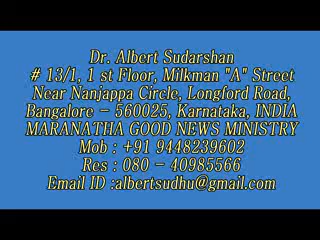 Dr. Albert Sudarshan
# 13/1, 1 st Floor, Milkman "A" Street
Near Nanjappa Circle, Longford Road,
Bangalore - 560025, Karnataka, INDIA
MARANATHA GOOD NEWS MINISTRY
Mob : +91 9448239602
Res : 080 - 40985566
Email ID :albertsudhu@gmail.com